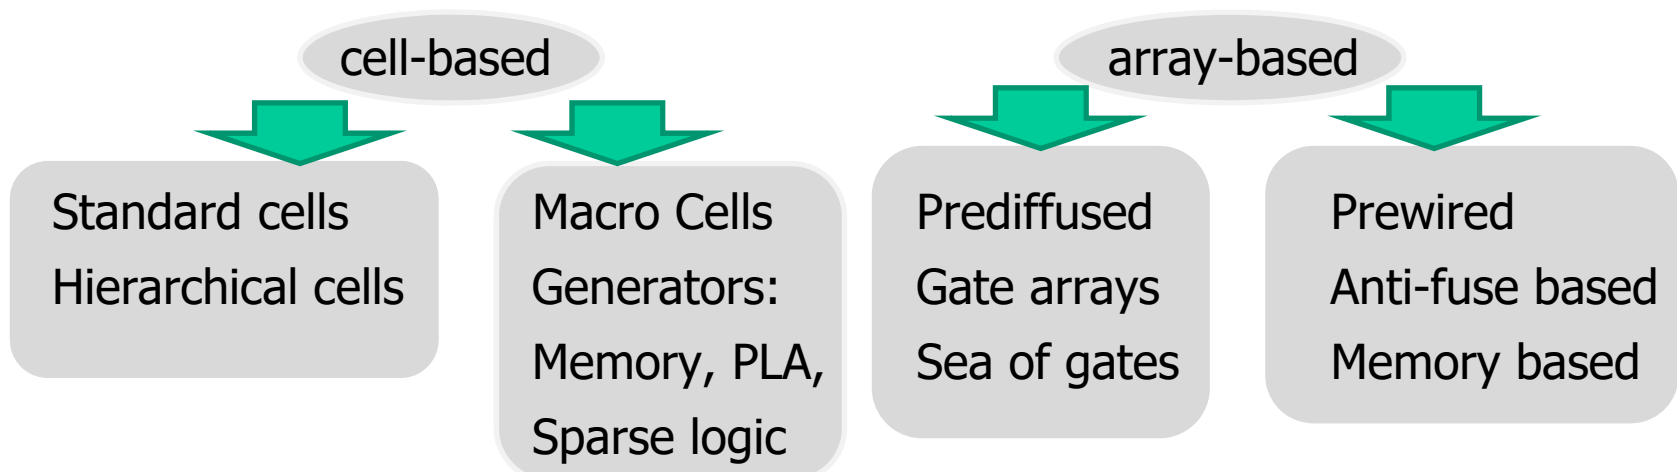 cell-based
array-based
Standard cells
Hierarchical cells
Macro Cells
Generators:
Memory, PLA,
Sparse logic
Prediffused
Gate arrays
Sea of gates
Prewired
Anti-fuse based
Memory based